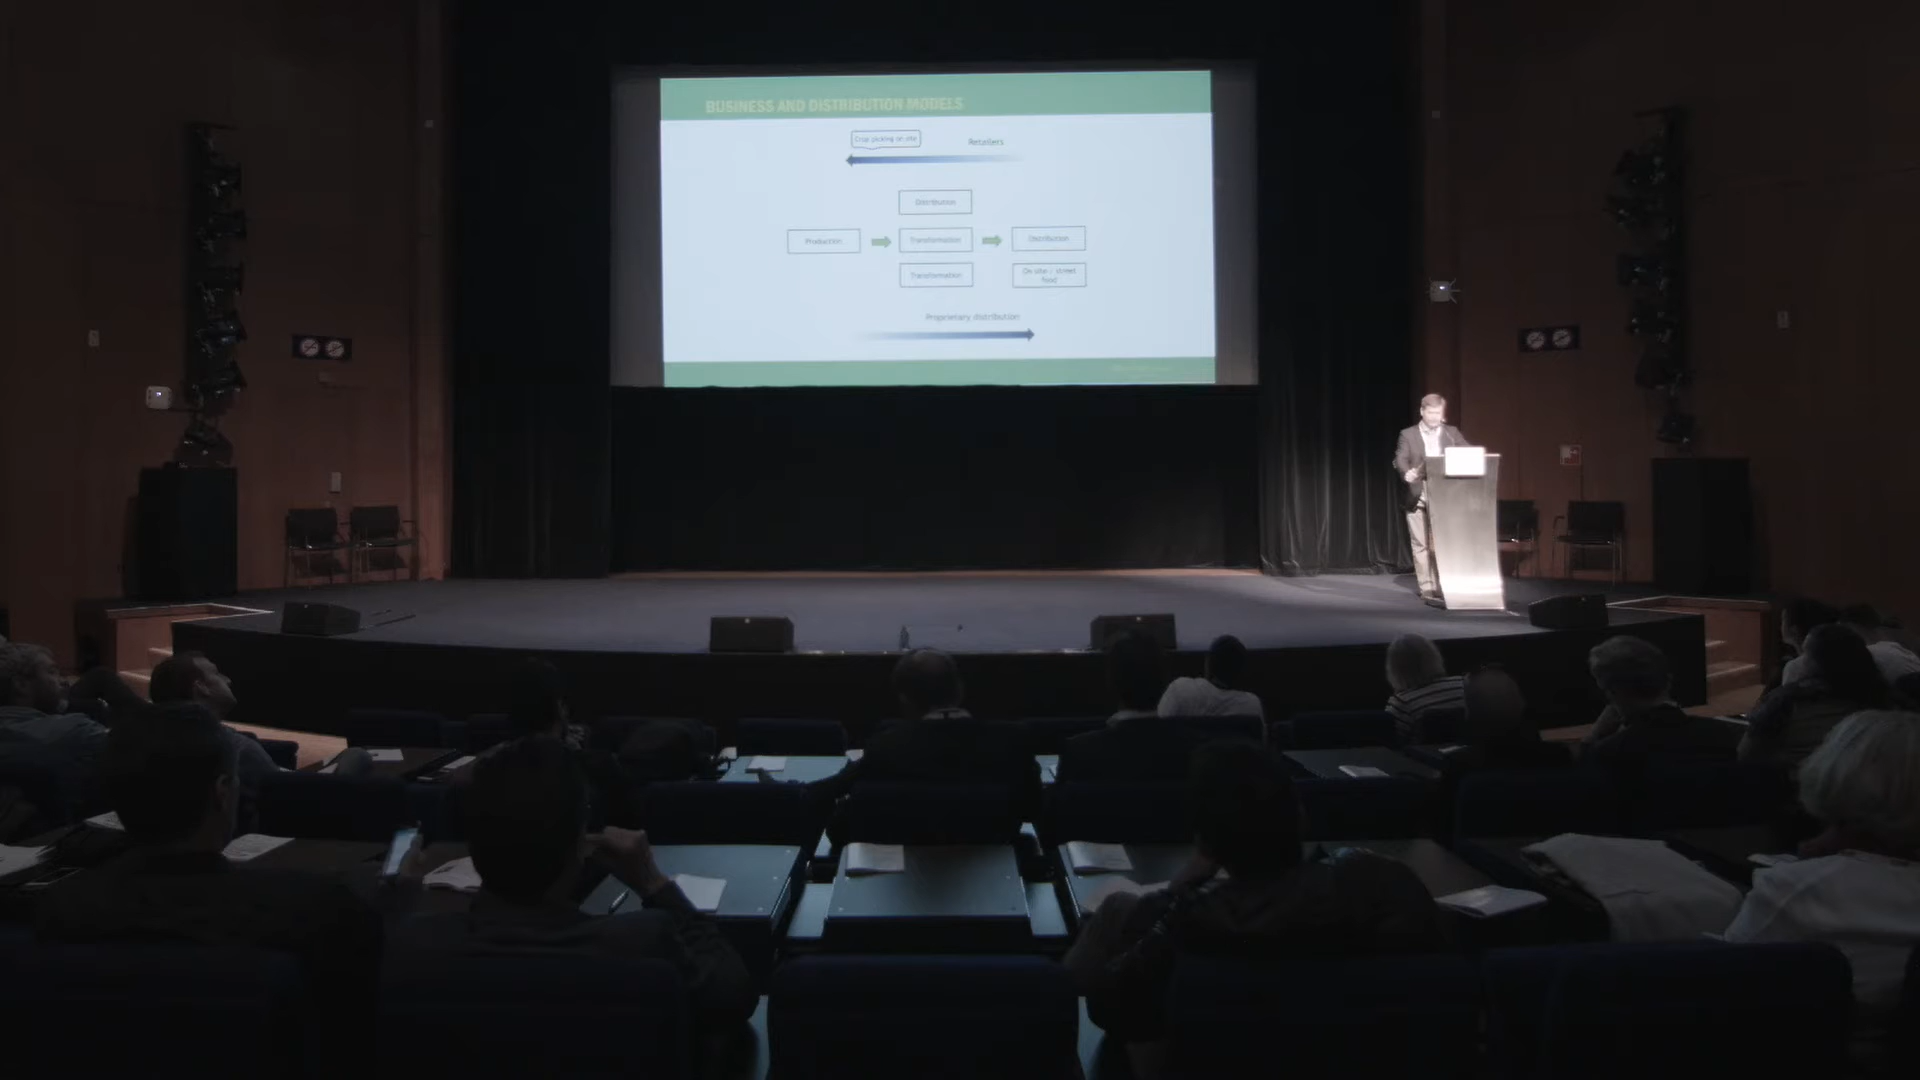 BUSINESS AND DISTRIBUTION MODELS
Crop picking on site
Retailers
Distribution
Production
Transformation
Distribution
Transformation
On site / street
food
Proprietary distribution